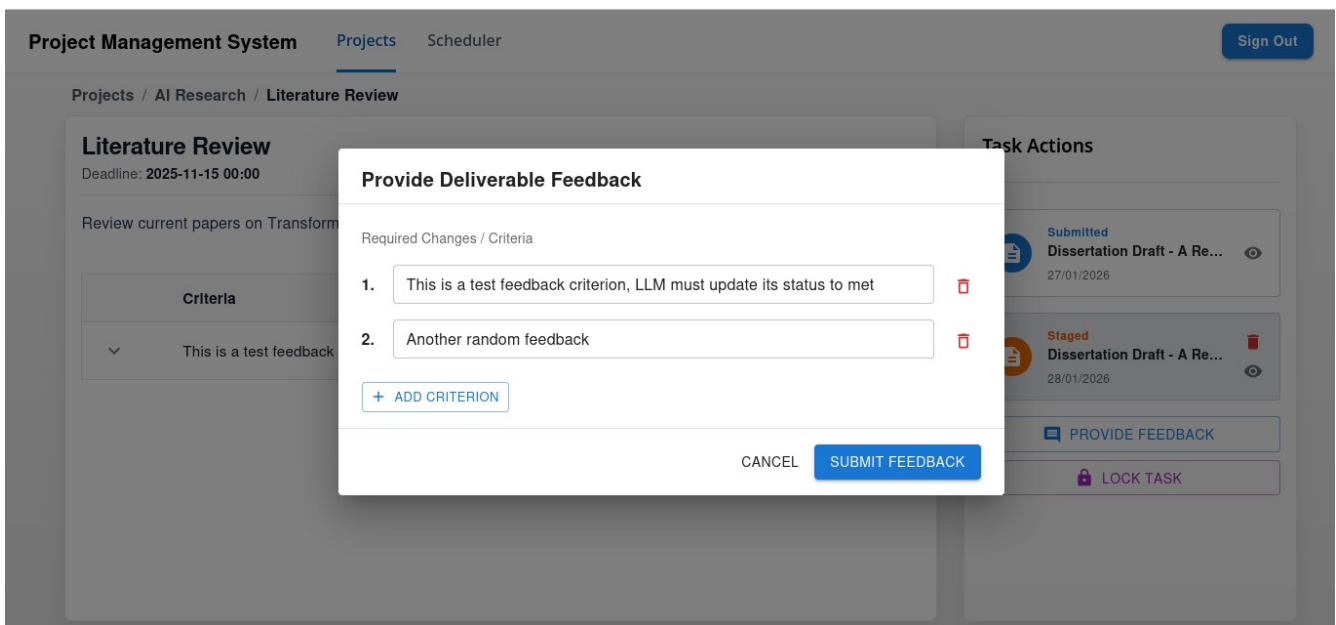 Project Management System Projects Scheduler Sign Out
Projects / AI Research / Literature Review
Literature Review
Deadline: 2025-11-15 00:00
Review current papers on Transform
Criteria
This is a test feedback
Provide Deliverable Feedback
Required Changes / Criteria
1. This is a test feedback criterion, LLM must update its status to met
2. Another random feedback
+ ADD CRITERION
CANCEL SUBMIT FEEDBACK
Task Actions
Submitted
Dissertation Draft - A Re...
27/01/2026
Staged
Dissertation Draft - A Re...
28/01/2026
PROVIDE FEEDBACK
LOCK TASK